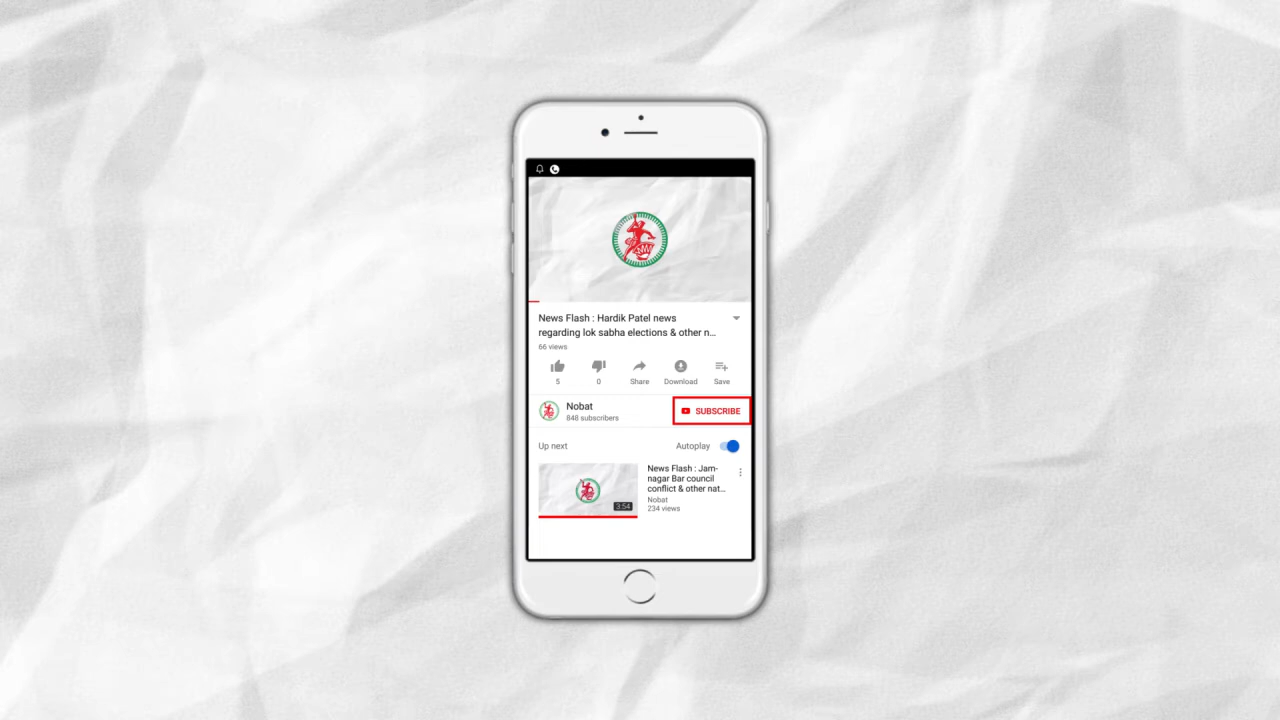 News Flash : Hardik Patel news
regarding lok sabha elections & other n...
66 views
5
0
Share
Download
Save
Nobat
848 subscribers
SUBSCRIBE
Up next
Autoplay
3:54
News Flash : Jam-
nagar Bar council
conflict & other nat...
Nobat
234 views